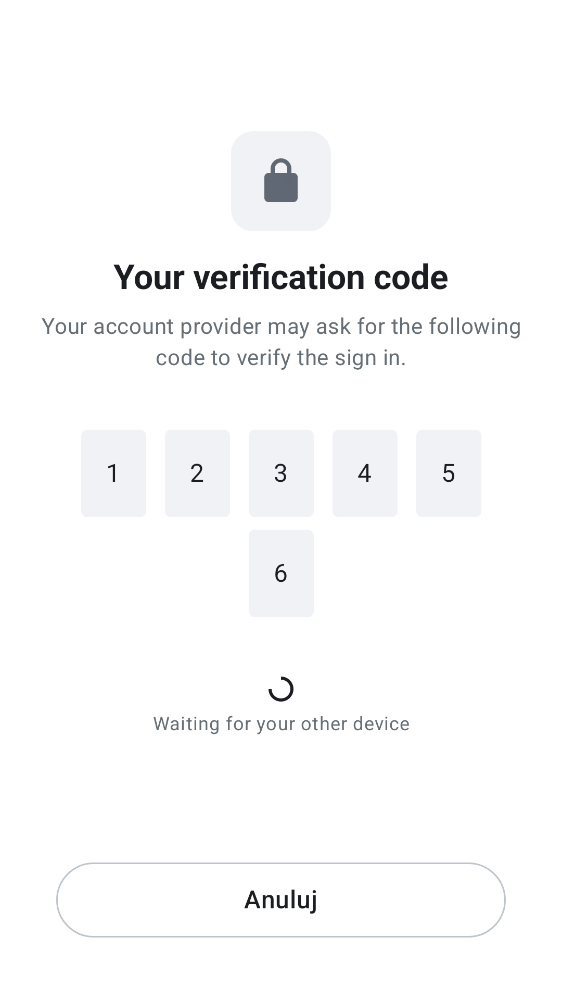 Your verification code
Your account provider may ask for the following
code to verify the sign in.
1 2 3 4 5
6
Waiting for your other device
Anuluj